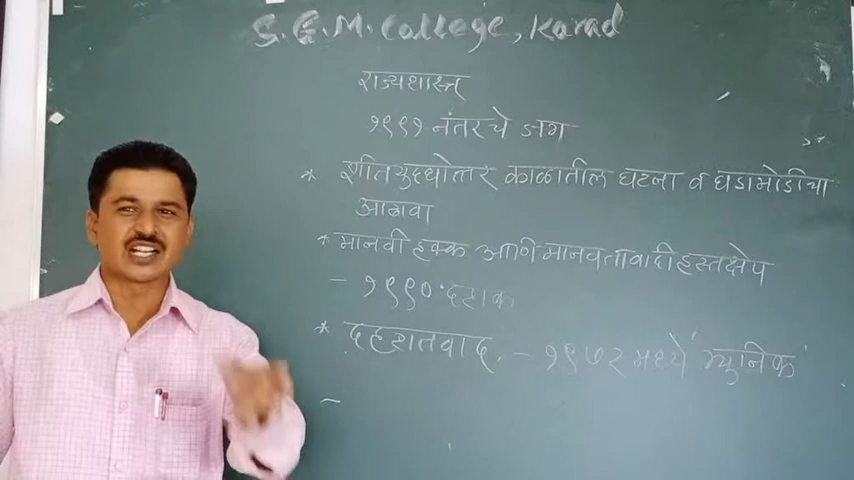 S.G.M. College, Karad
राज्यशास्त्र
१९९१ नंतरचे जग
* शीतयुद्धोत्तर काळातील घटना व घडामोडींचा
आढावा
* मानवी हक्क आणि मानवतावादी हस्तक्षेप
- १९९० दशक
* दहशतवाद. - १९७२ मध्ये म्युनिक
-